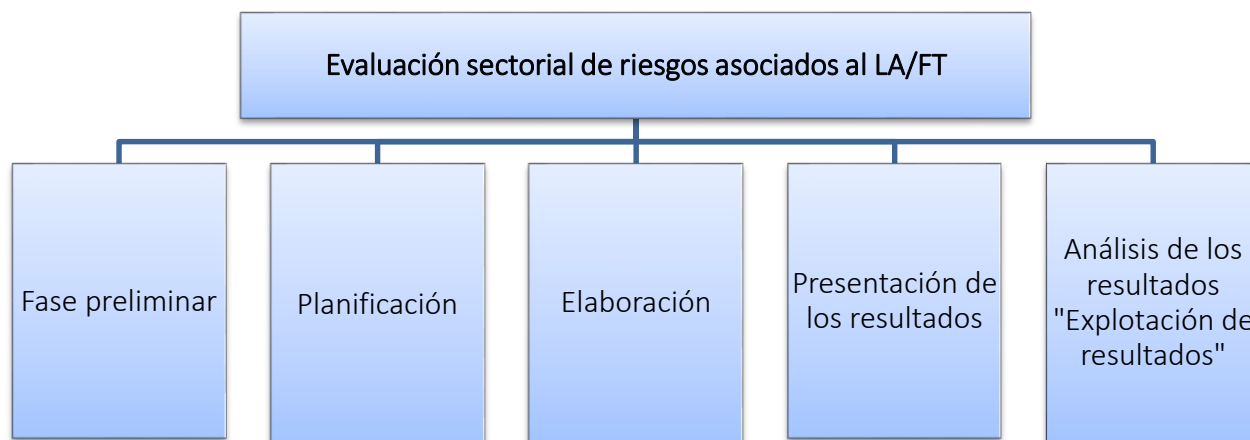 Evaluación sectorial de riesgos asociados al LA/FT
Fase preliminar
Planificación
Elaboración
Presentación de
los resultados
Análisis de los
resultados
"Explotación de
resultados"